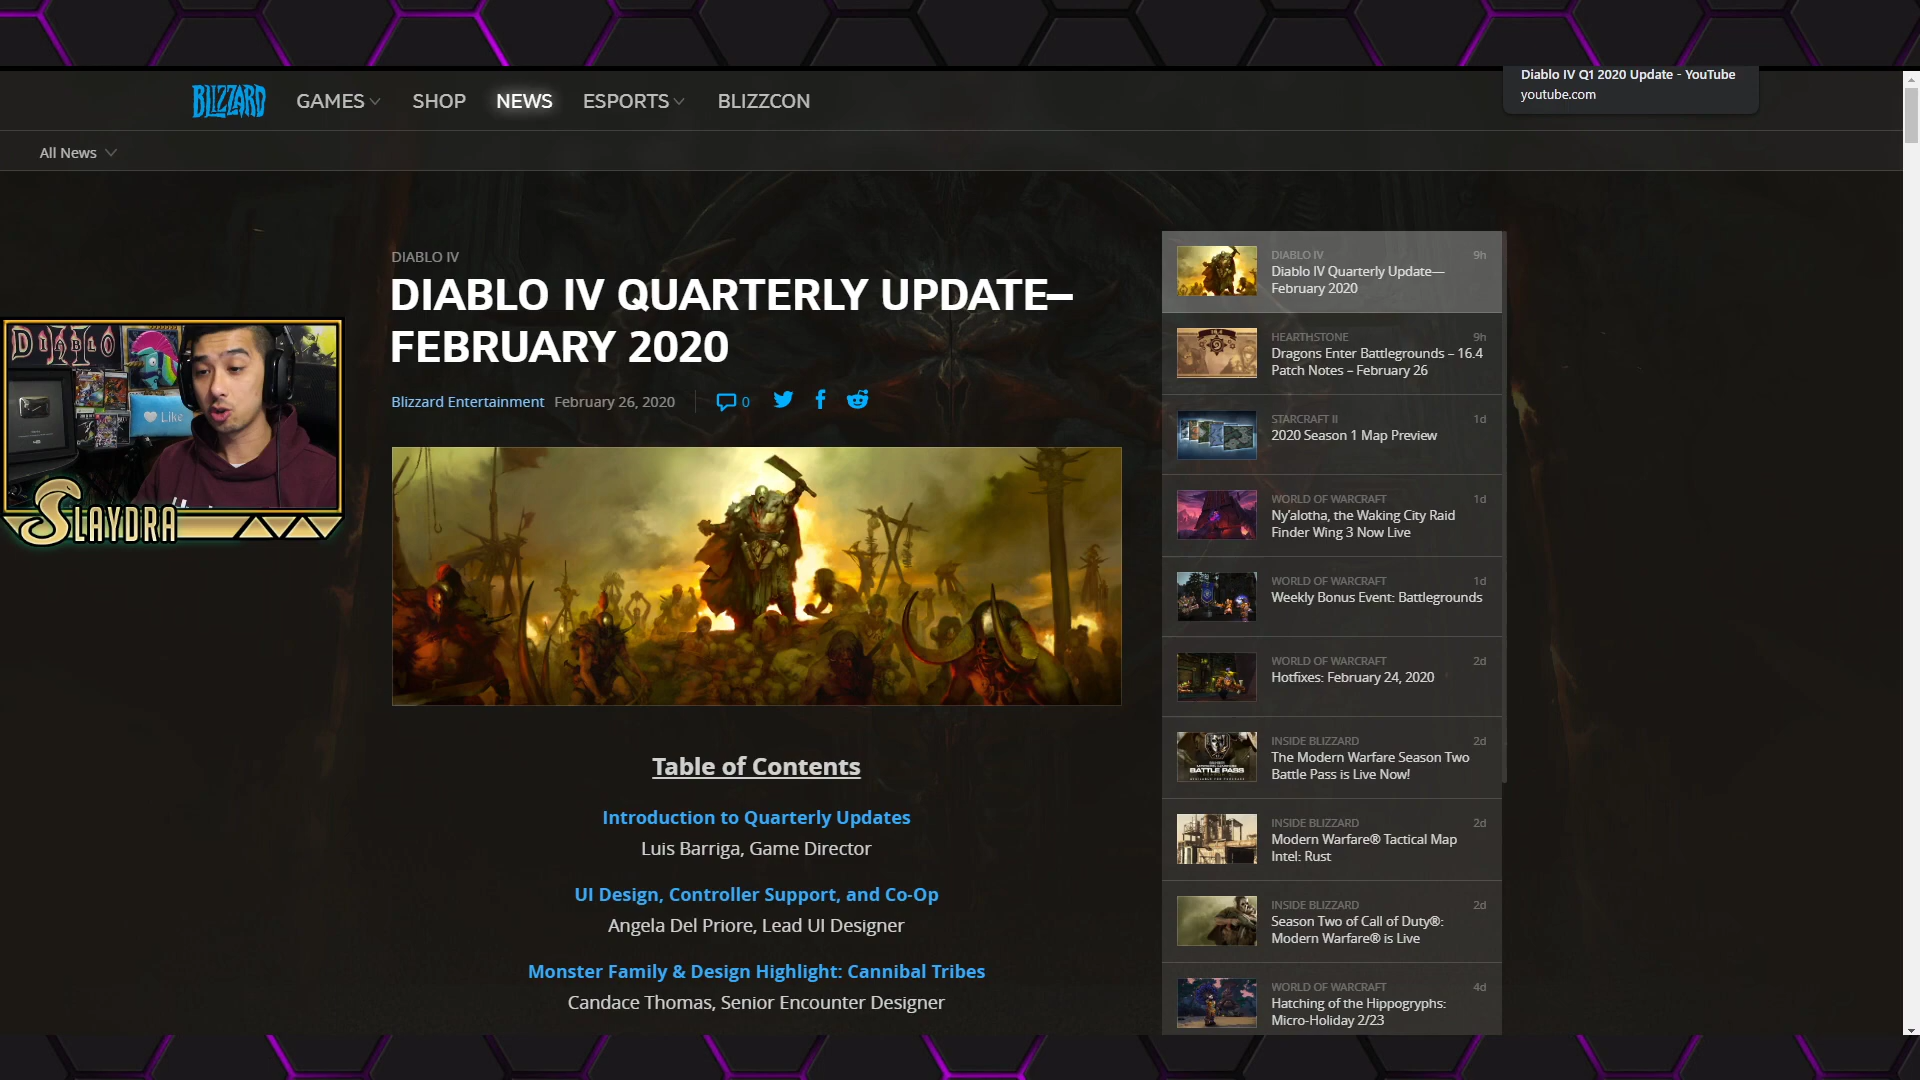 Diablo IV Q1 2020 Update - YouTube
youtube.com
BLIZZARD
GAMES
SHOP
NEWS
ESPORTS
BLIZZCON
All News
DIABLO IV
DIABLO IV QUARTERLY UPDATE—
FEBRUARY 2020
Blizzard Entertainment
February 26, 2020
0
DIABLO
Like
SLAYDRA
Table of Contents
Introduction to Quarterly Updates
Luis Barriga, Game Director
UI Design, Controller Support, and Co-Op
Angela Del Priore, Lead UI Designer
Monster Family & Design Highlight: Cannibal Tribes
Candace Thomas, Senior Encounter Designer
DIABLO IV
9h
Diablo IV Quarterly Update—
February 2020
HEARTHSTONE
9h
Dragons Enter Battlegrounds – 16.4
Patch Notes – February 26
STARCRAFT II
1d
2020 Season 1 Map Preview
WORLD OF WARCRAFT
1d
Ny'alotha, the Waking City Raid
Finder Wing 3 Now Live
WORLD OF WARCRAFT
1d
Weekly Bonus Event: Battlegrounds
WORLD OF WARCRAFT
2d
Hotfixes: February 24, 2020
INSIDE BLIZZARD
2d
The Modern Warfare Season Two
Battle Pass is Live Now!
BATTLE PASS
INSIDE BLIZZARD
2d
Modern Warfare® Tactical Map
Intel: Rust
INSIDE BLIZZARD
2d
Season Two of Call of Duty®:
Modern Warfare® is Live
WORLD OF WARCRAFT
4d
Hatching of the Hippogryphs:
Micro-Holiday 2/23